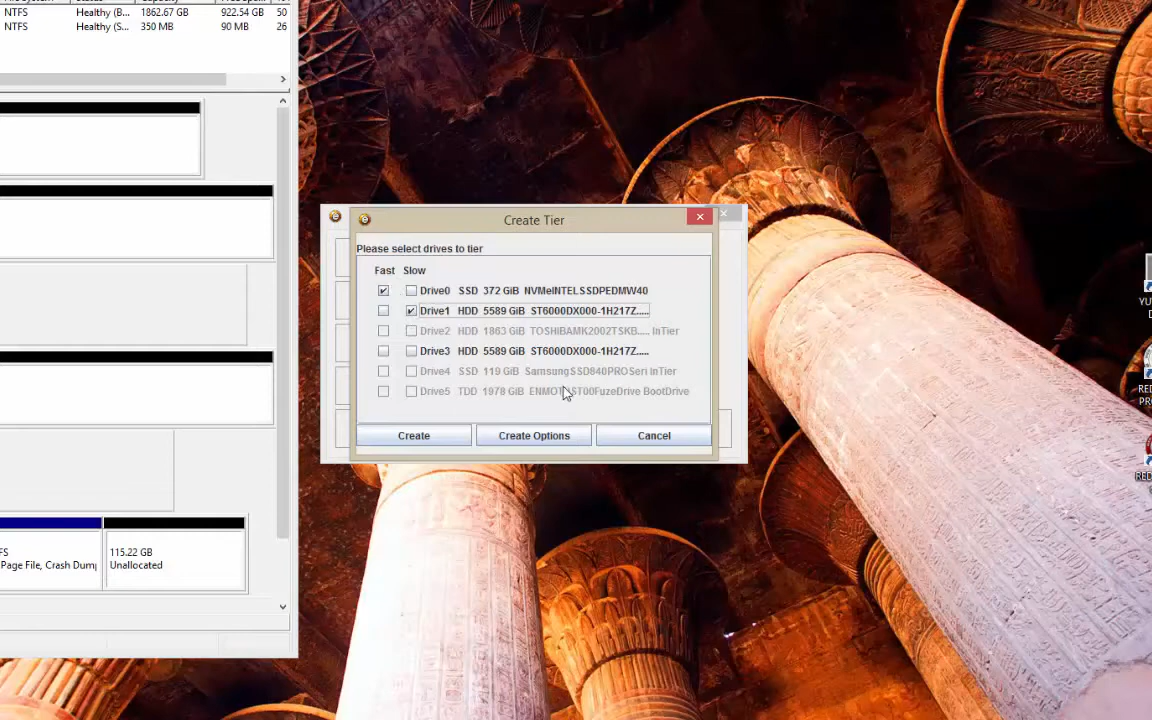 NTFS Healthy (B... 1862.67 GB 922.54 GB 50
NTFS Healthy (S... 350 MB 90 MB 26
Create Tier
Please select drives to tier
Fast Slow
Drive0 SSD 372 GiB NVMeINTELSSDPEDMW40
Drive1 HDD 5589 GiB ST6000DX000-1H217Z.....
Drive2 HDD 1863 GiB TOSHIBAMK2002TSKB..... InTier
Drive3 HDD 5589 GiB ST6000DX000-1H217Z.....
Drive4 SSD 119 GiB SamsungSSD840PROSeri InTier
Drive5 TDD 1978 GiB ST00FuzeDrive BootDrive
Create Create Options Cancel
115.22 GB
Page File, Crash Dum Unallocated